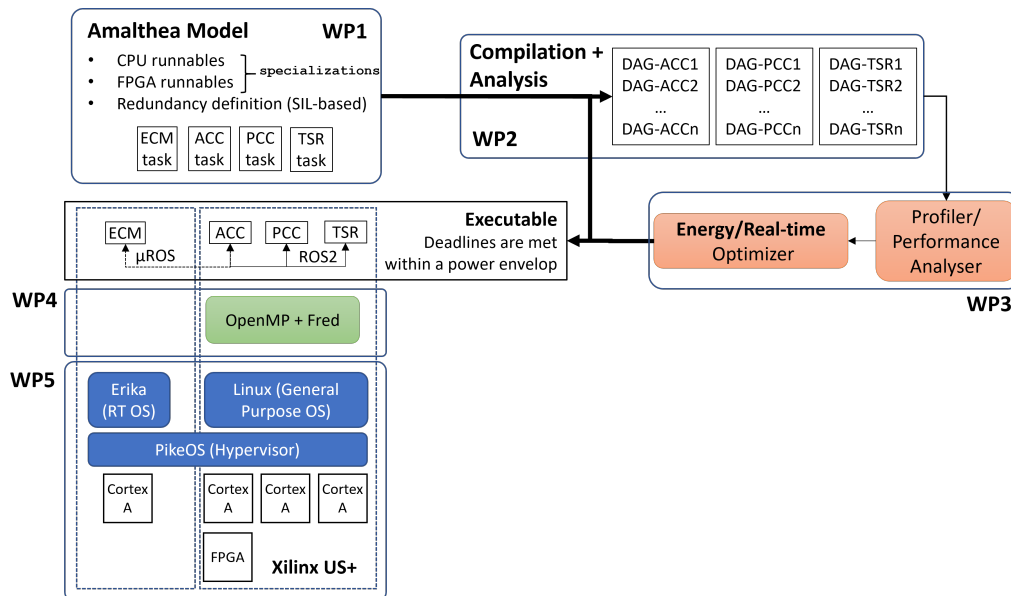 Amalthea Model
WP1
• CPU runnables
• FPGA runnables
specializations
• Redundancy definition (SIL-based)
ECM
task
ACC
task
PCC
task
TSR
task
Compilation +
Analysis
WP2
DAG-ACC1
DAG-ACC2
...
DAG-ACCn
DAG-PCC1
DAG-PCC2
...
DAG-PCCn
DAG-TSR1
DAG-TSR2
...
DAG-TSRn
ECM
ACC
PCC
TSR
µROS
ROS2
Executable
Deadlines are met
within a power envelop
Energy/Real-time
Optimizer
Profiler/
Performance
Analyser
WP3
WP4
OpenMP + Fred
WP5
Erika
(RT OS)
Linux (General
Purpose OS)
PikeOS (Hypervisor)
Cortex
A
Cortex
A
Cortex
A
Cortex
A
FPGA
Xilinx US+